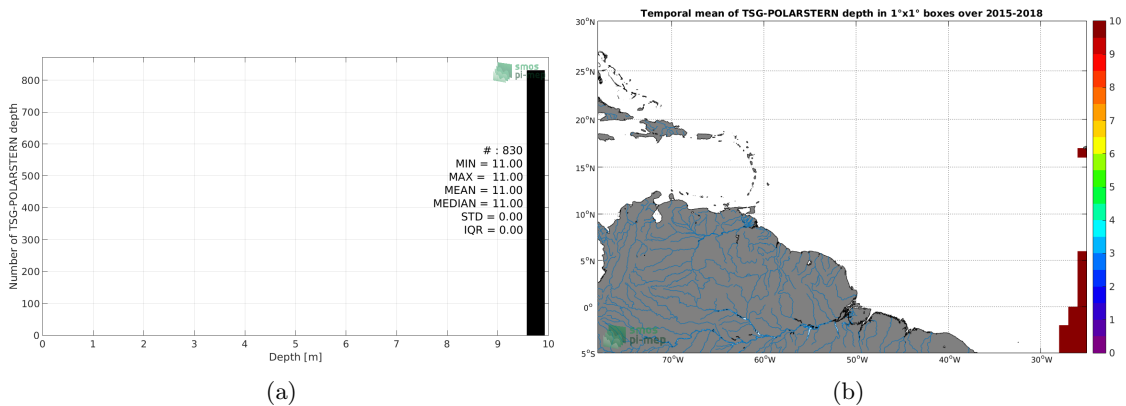 smos
pi-map
Number of TSG-POLARSTERN depth
800
700
600
500
400
300
200
100
0
# : 830
MIN = 11.00
MAX = 11.00
MEAN = 11.00
MEDIAN = 11.00
STD = 0.00
IQR = 0.00
0 1 2 3 4 5 6 7 8 9 10
Depth [m]
(a)
Temporal mean of TSG-POLARSTERN depth in 1°x1° boxes over 2015-2018
30°N
25°N
20°N
15°N
10°N
5°N
0°
5°S
70°W 60°W 50°W 40°W 30°W
smos
pi-map
10
9
8
7
6
5
4
3
2
1
0
(b)